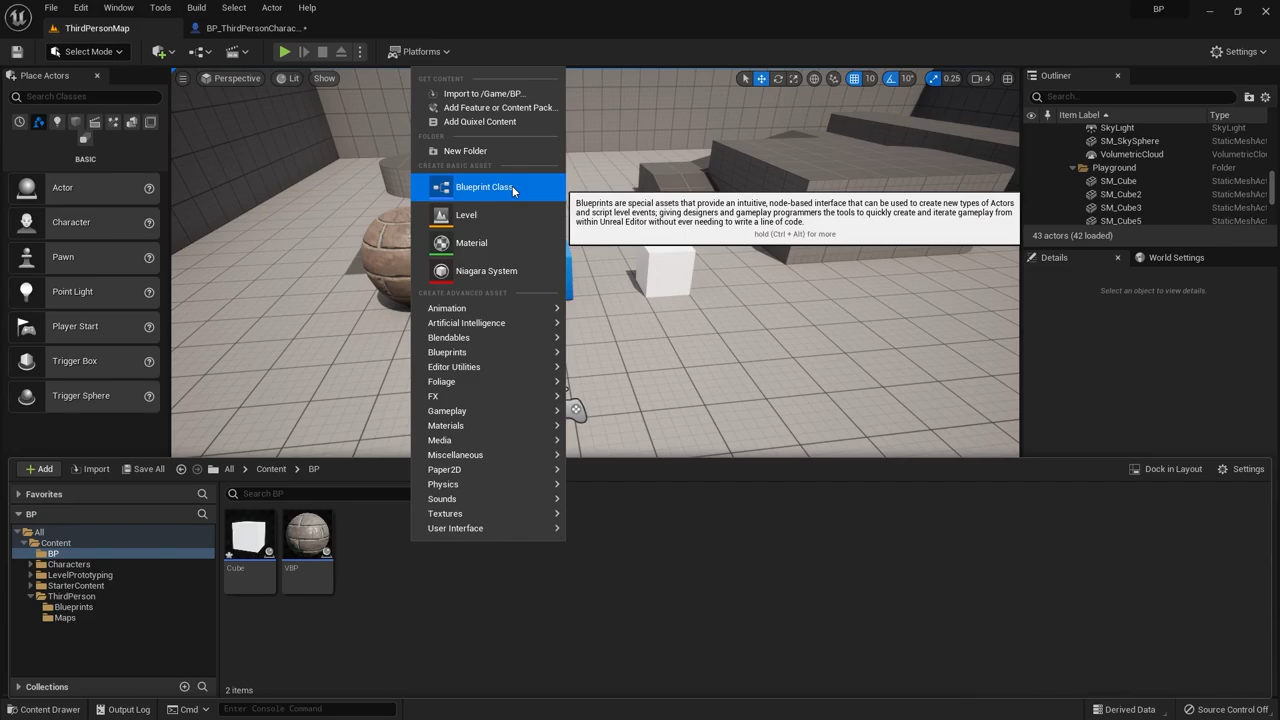 File Edit Window Tools Build Select Actor Help
BP
ThirdPersonMap
BP_ThirdPersonCharac...•
Select Mode
Platforms
Settings
Place Actors
Search Classes
BASIC
Actor
Character
Pawn
Point Light
Player Start
Trigger Box
Trigger Sphere
Perspective Lit Show
10 10° 0.25 4
GET CONTENT
Import to /Game/BP...
Add Feature or Content Pack...
Add Quixel Content
FOLDER
New Folder
CREATE BASIC ASSET
Blueprint Class
Level
Material
Niagara System
CREATE ADVANCED ASSET
Animation
Artificial Intelligence
Blendables
Blueprints
Editor Utilities
Foliage
FX
Gameplay
Materials
Media
Miscellaneous
Paper2D
Physics
Sounds
Textures
User Interface
Blueprints are special assets that provide an intuitive, node-based interface that can be used to create new types of Actors
and script level events; giving designers and gameplay programmers the tools to quickly create and iterate gameplay from
within Unreal Editor without ever needing to write a line of code.
hold (Ctrl + Alt) for more
Outliner
Search...
Item Label Type
SkyLight SkyLight
SM_SkySphere StaticMeshAct
VolumetricCloud VolumetricClou
Playground Folder
SM_Cube StaticMeshAct
SM_Cube2 StaticMeshAct
SM_Cube3 StaticMeshAct
SM_Cube5 StaticMeshAct
43 actors (42 loaded)
Details World Settings
Select an object to view details.
Add Import Save All All Content BP
Dock in Layout Settings
Favorites
BP
All
Content
BP
Characters
LevelPrototyping
StarterContent
ThirdPerson
Blueprints
Maps
Collections
Search BP
Cube VBP
2 items
Content Drawer Output Log Cmd Enter Console Command
Derived Data Source Control Off